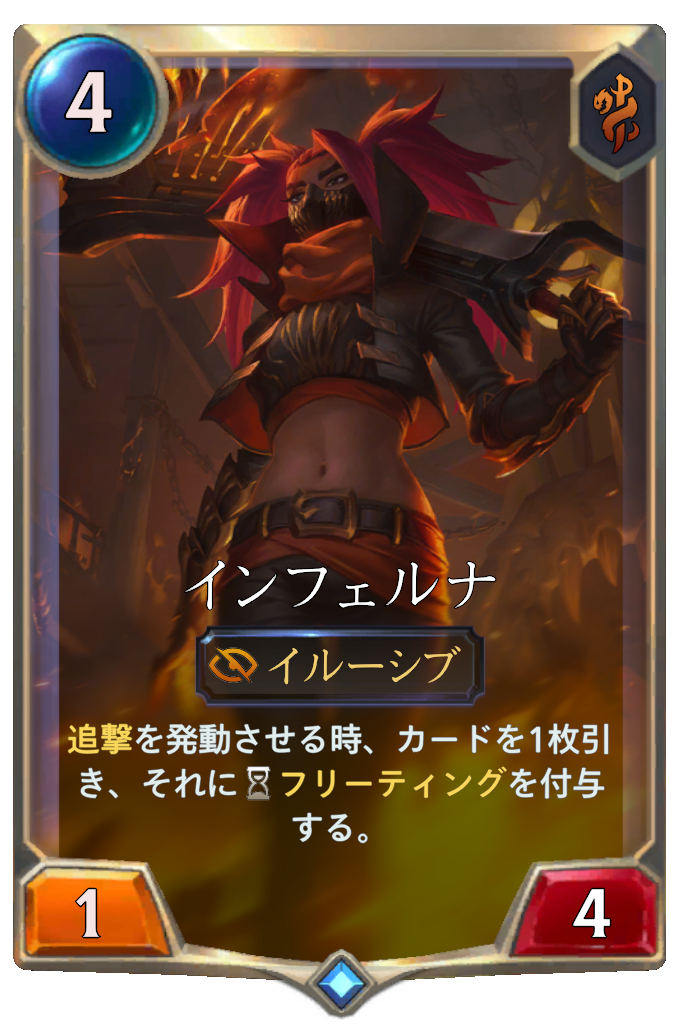 4
インフェルナ
イルーシブ
追撃を発動させる時、カードを1枚引
き、それに フリーティングを付与
する。
1
4